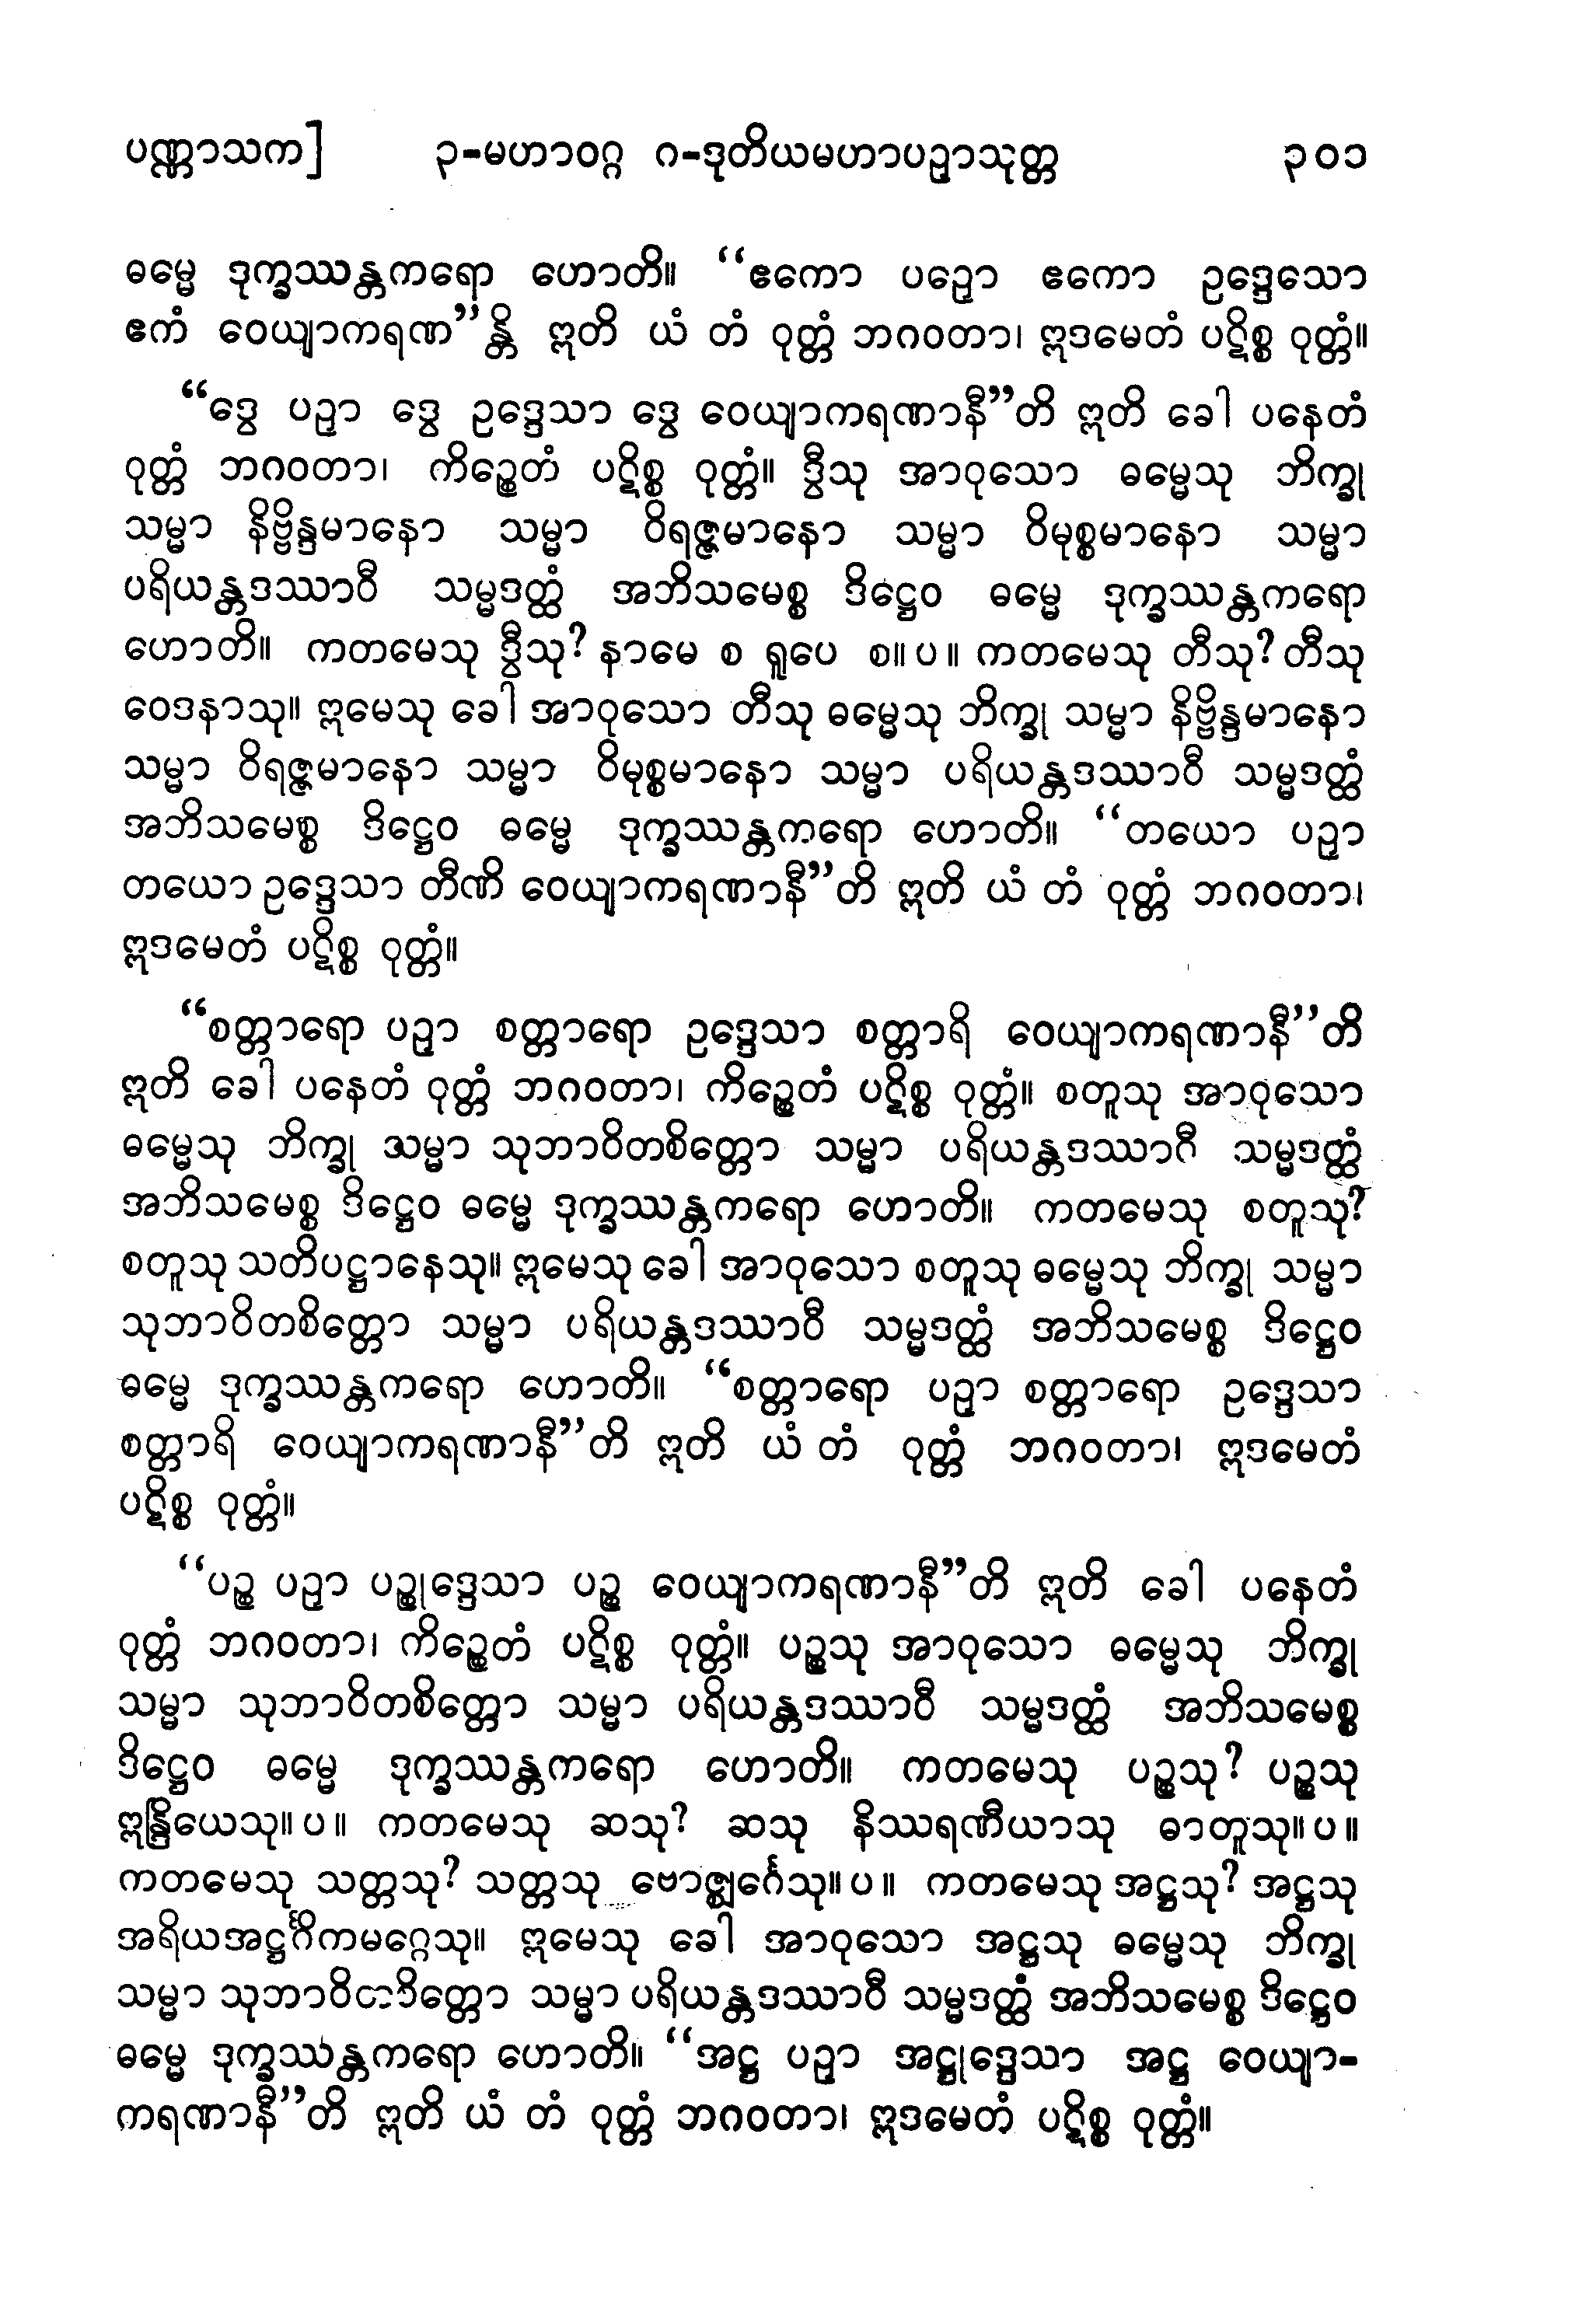 ပဏ္ဏာသက] ၃-မဟာဝဂ္ဂ ဂ-ဒုတိယမဟာပဉှာသုတ္တ ၃၀၁
ဓမ္မေ ဒုက္ခဿန္တကရော ဟောတိ။ “ဧကော ပဉှော ဧကော ဥဒ္ဒေသော
ဧကံ ဝေယျာကရဏ”န္တိ ဣတိ ယံ တံ ဝုတ္တံ ဘဂဝတာ၊ ဣဒမေတံ ပဋိစ္စ ဝုတ္တံ။
“ဒွေ ပဉှာ ဒွေ ဥဒ္ဒေသာ ဒွေ ဝေယျာကရဏာနီ”တိ ဣတိ ခေါ ပနေတံ
ဝုတ္တံ ဘဂဝတာ၊ ကိဉ္စေတံ ပဋိစ္စ ဝုတ္တံ။ ဒွီသု အာဝုသော ဓမ္မေသု ဘိက္ခု
သမ္မာ နိဗ္ဗိန္ဒမာနော သမ္မာ ဝိရဇ္ဇမာနော သမ္မာ ဝိမုစ္စမာနော သမ္မာ
ပရိယန္တဒဿာဝီ သမ္မဒတ္ထံ အဘိသမေစ္စ ဒိဋ္ဌေဝ ဓမ္မေ ဒုက္ခဿန္တကရော
ဟောတိ။ ကတမေသု ဒွီသု? နာမေ စ ရူပေ စ။ပ။ ကတမေသု တီသု? တီသု
ဝေဒနာသု။ ဣမေသု ခေါ အာဝုသော တီသု ဓမ္မေသု ဘိက္ခု သမ္မာ နိဗ္ဗိန္ဒမာနော
သမ္မာ ဝိရဇ္ဇမာနော သမ္မာ ဝိမုစ္စမာနော သမ္မာ ပရိယန္တဒဿာဝီ သမ္မဒတ္ထံ
အဘိသမေစ္စ ဒိဋ္ဌေဝ ဓမ္မေ ဒုက္ခဿန္တကရော ဟောတိ။ “တယော ပဉှာ
တယော ဥဒ္ဒေသာ တီဏိ ဝေယျာကရဏာနီ”တိ ဣတိ ယံ တံ ဝုတ္တံ ဘဂဝတာ၊
ဣဒမေတံ ပဋိစ္စ ဝုတ္တံ။
“စတ္တာရော ပဉှာ စတ္တာရော ဥဒ္ဒေသာ စတ္တာရိ ဝေယျာကရဏာနီ”တိ
ဣတိ ခေါ ပနေတံ ဝုတ္တံ ဘဂဝတာ၊ ကိဉ္စေတံ ပဋိစ္စ ဝုတ္တံ။ စတူသု အာဝုသော
ဓမ္မေသု ဘိက္ခု သမ္မာ သုဘာဝိတစိတ္တော သမ္မာ ပရိယန္တဒဿာဝီ သမ္မဒတ္ထံ
အဘိသမေစ္စ ဒိဋ္ဌေဝ ဓမ္မေ ဒုက္ခဿန္တကရော ဟောတိ။ ကတမေသု စတူသု?
စတူသု သတိပဋ္ဌာနေသု။ ဣမေသု ခေါ အာဝုသော စတူသု ဓမ္မေသု ဘိက္ခု သမ္မာ
သုဘာဝိတစိတ္တော သမ္မာ ပရိယန္တဒဿာဝီ သမ္မဒတ္ထံ အဘိသမေစ္စ ဒိဋ္ဌေဝ
ဓမ္မေ ဒုက္ခဿန္တကရော ဟောတိ။ “စတ္တာရော ပဉှာ စတ္တာရော ဥဒ္ဒေသာ
စတ္တာရိ ဝေယျာကရဏာနီ”တိ ဣတိ ယံ တံ ဝုတ္တံ ဘဂဝတာ၊ ဣဒမေတံ
ပဋိစ္စ ဝုတ္တံ။
“ပဉ္စ ပဉှာ ပဉ္စုဒ္ဒေသာ ပဉ္စ ဝေယျာကရဏာနီ”တိ ဣတိ ခေါ ပနေတံ
ဝုတ္တံ ဘဂဝတာ၊ ကိဉ္စေတံ ပဋိစ္စ ဝုတ္တံ။ ပဉ္စသု အာဝုသော ဓမ္မေသု ဘိက္ခု
သမ္မာ သုဘာဝိတစိတ္တော သမ္မာ ပရိယန္တဒဿာဝီ သမ္မဒတ္ထံ အဘိသမေစ္စ
ဒိဋ္ဌေဝ ဓမ္မေ ဒုက္ခဿန္တကရော ဟောတိ။ ကတမေသု ပဉ္စသု? ပဉ္စသု
ဣန္ဒြိယေသု။ပ။ ကတမေသု ဆသု? ဆသု နိဿရဏီယာသု ဓာတူသု။ပ။
ကတမေသု သတ္တသု? သတ္တသု ဗောဇ္ဈင်္ဂေသု။ပ။ ကတမေသု အဋ္ဌသု? အဋ္ဌသု
အရိယအဋ္ဌင်္ဂိကမဂ္ဂေသု။ ဣမေသု ခေါ အာဝုသော အဋ္ဌသု ဓမ္မေသု ဘိက္ခု
သမ္မာ သုဘာဝိတစိတ္တော သမ္မာ ပရိယန္တဒဿာဝီ သမ္မဒတ္ထံ အဘိသမေစ္စ ဒိဋ္ဌေဝ
ဓမ္မေ ဒုက္ခဿန္တကရော ဟောတိ။ “အဋ္ဌ ပဉှာ အဋ္ဌုဒ္ဒေသာ အဋ္ဌ ဝေယျာ-
ကရဏာနီ”တိ ဣတိ ယံ တံ ဝုတ္တံ ဘဂဝတာ၊ ဣဒမေတံ ပဋိစ္စ ဝုတ္တံ။